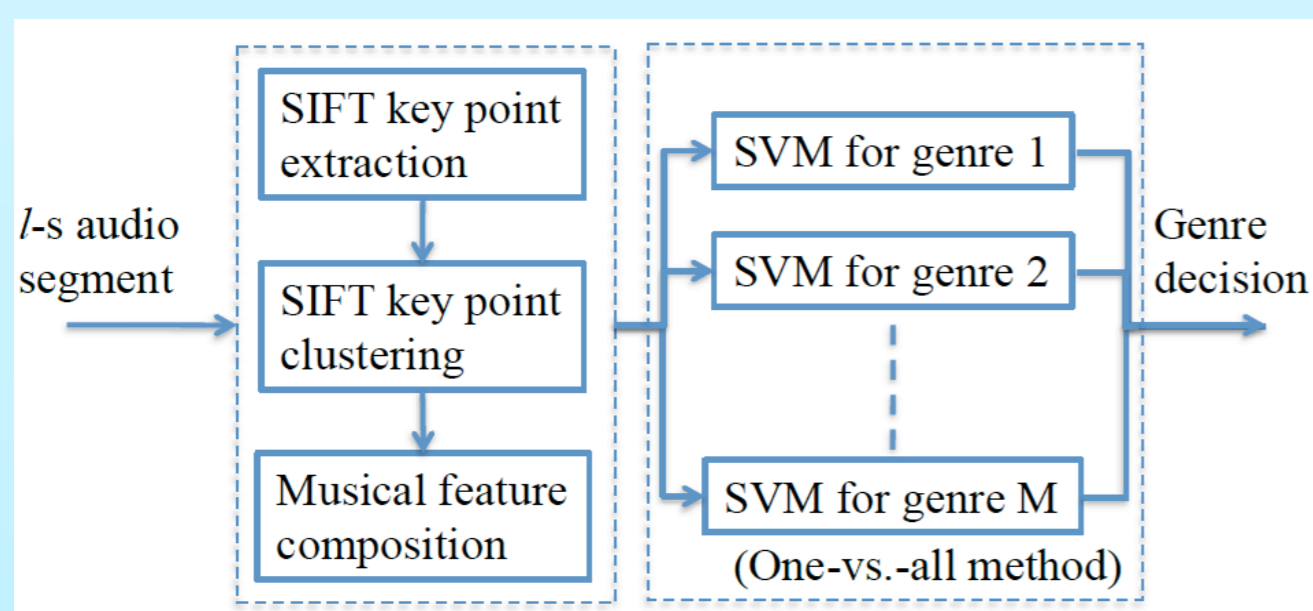 l-s audio
segment
SIFT key point
extraction
SIFT key point
clustering
Musical feature
composition
SVM for genre 1
SVM for genre 2
SVM for genre M
(One-vs.-all method)
Genre
decision